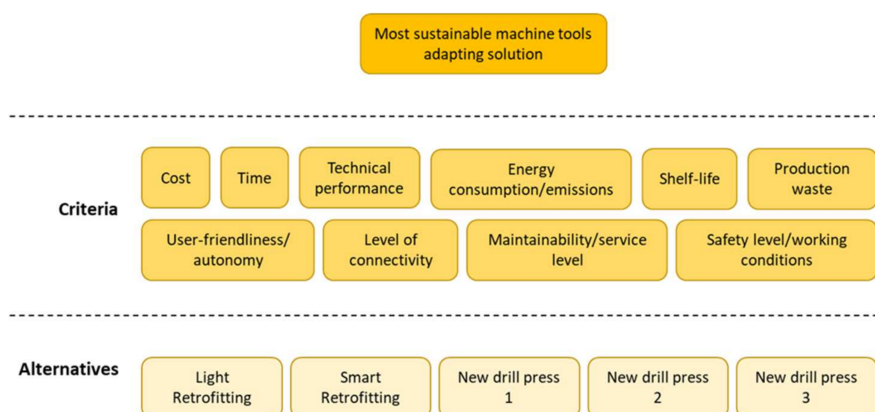 Most sustainable machine tools
adapting solution
Criteria
Cost
Time
Technical
performance
Energy
consumption/emissions
Shelf-life
Production
waste
User-friendliness/
autonomy
Level of
connectivity
Maintainability/service
level
Safety level/working
conditions
Alternatives
Light
Retrofitting
Smart
Retrofitting
New drill press
1
New drill press
2
New drill press
3